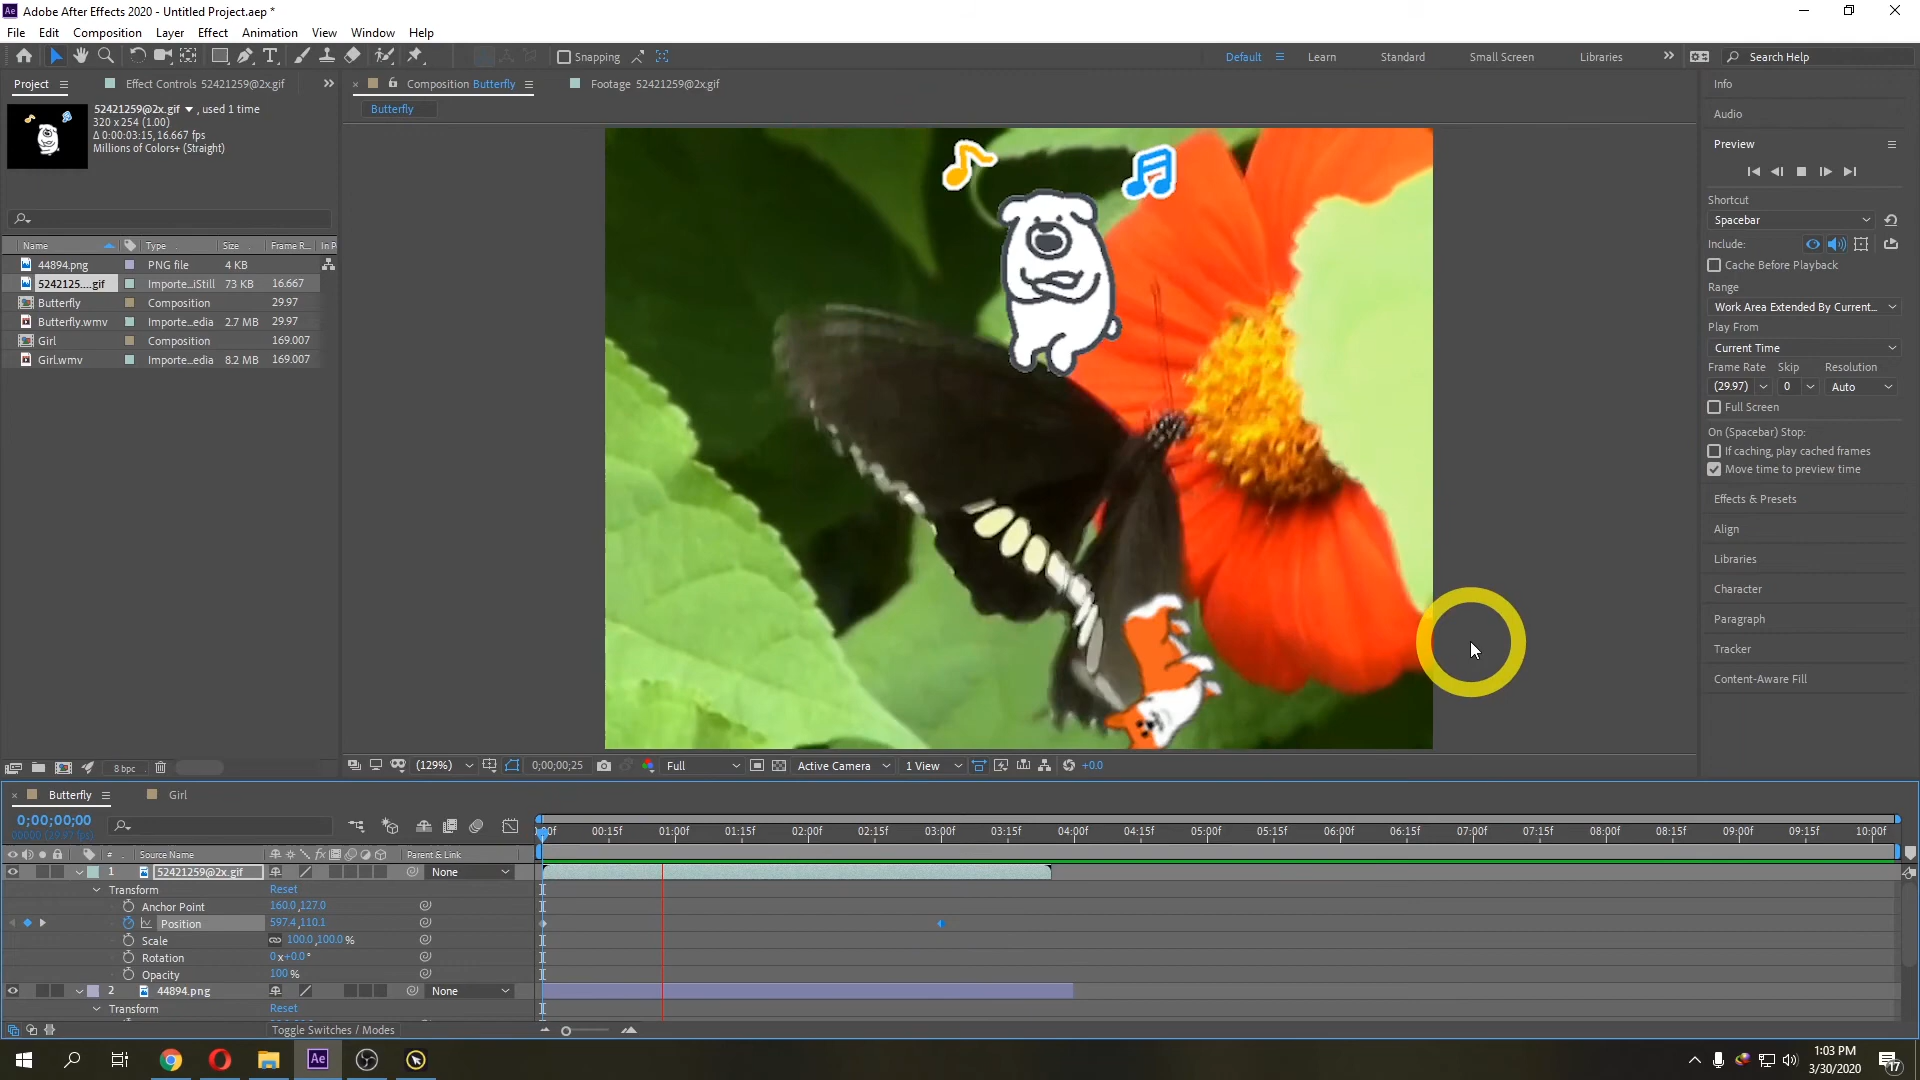 Adobe After Effects 2020 - Untitled Project.aep *
File Edit Composition Layer Effect Animation View Window Help
Snapping
Default Learn Standard Small Screen Libraries Search Help
Project Effect Controls 52421259@2x.gif
Composition Butterfly Footage 52421259@2x.gif
Butterfly
52421259@2x.gif , used 1 time
320 x 254 (1.00)
Δ 0:00:03:15, 16.667 fps
Millions of Colors+ (Straight)
Name Type Size Frame R... In P
44894.png PNG file 4 KB
5242125....gif Importe...iStill 73 KB 16.667
Butterfly Composition 29.97
Butterfly.wmv Importe...edia 2.7 MB 29.97
Girl Composition 169.007
Girl.wmv Importe...edia 8.2 MB 169.007
8 bpc
(129%) 0;00;00;25 Full Active Camera 1 View +0.0
Info
Audio
Preview
Shortcut
Spacebar
Include:
Cache Before Playback
Range
Work Area Extended By Current...
Play From
Current Time
Frame Rate Skip Resolution
(29.97) 0 Auto
Full Screen
On (Spacebar) Stop:
If caching, play cached frames
Move time to preview time
Effects & Presets
Align
Libraries
Character
Paragraph
Tracker
Content-Aware Fill
Butterfly Girl
0;00;00;00
00000 (29.97 fps)
:00f 00:15f 01:00f 01:15f 02:00f 02:15f 03:00f 03:15f 04:00f 04:15f 05:00f 05:15f 06:00f 06:15f 07:00f 07:15f 08:00f 08:15f 09:00f 09:15f 10:00f
# Source Name fx Parent & Link
1 52421259@2x.gif None
Transform Reset
Anchor Point 160.0,127.0
Position 597.4,110.1
Scale 100.0,100.0 %
Rotation 0x+0.0°
Opacity 100 %
2 44894.png None
Transform Reset
Toggle Switches / Modes
Ae
1:03 PM
3/30/2020
17